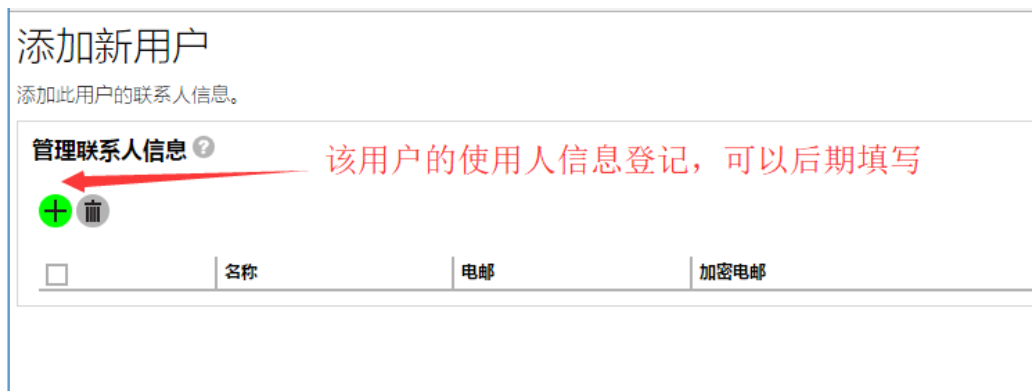 添加新用户
添加此用户的联系人信息。
管理联系人信息 ?
该用户的使用人信息登记，可以后期填写
名称 电邮 加密电邮